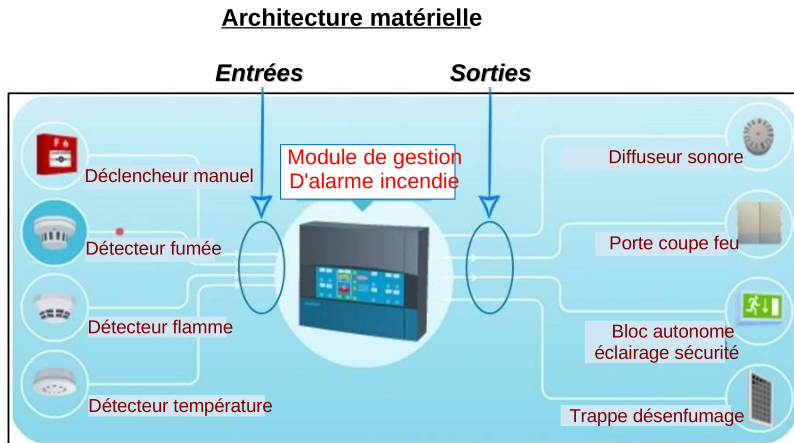 Architecture matérielle
Entrées
Sorties
Module de gestion
D'alarme incendie
Déclencheur manuel
Détecteur fumée
Détecteur flamme
Détecteur température
Diffuseur sonore
Porte coupe feu
Bloc autonome
éclairage sécurité
Trappe désenfumage